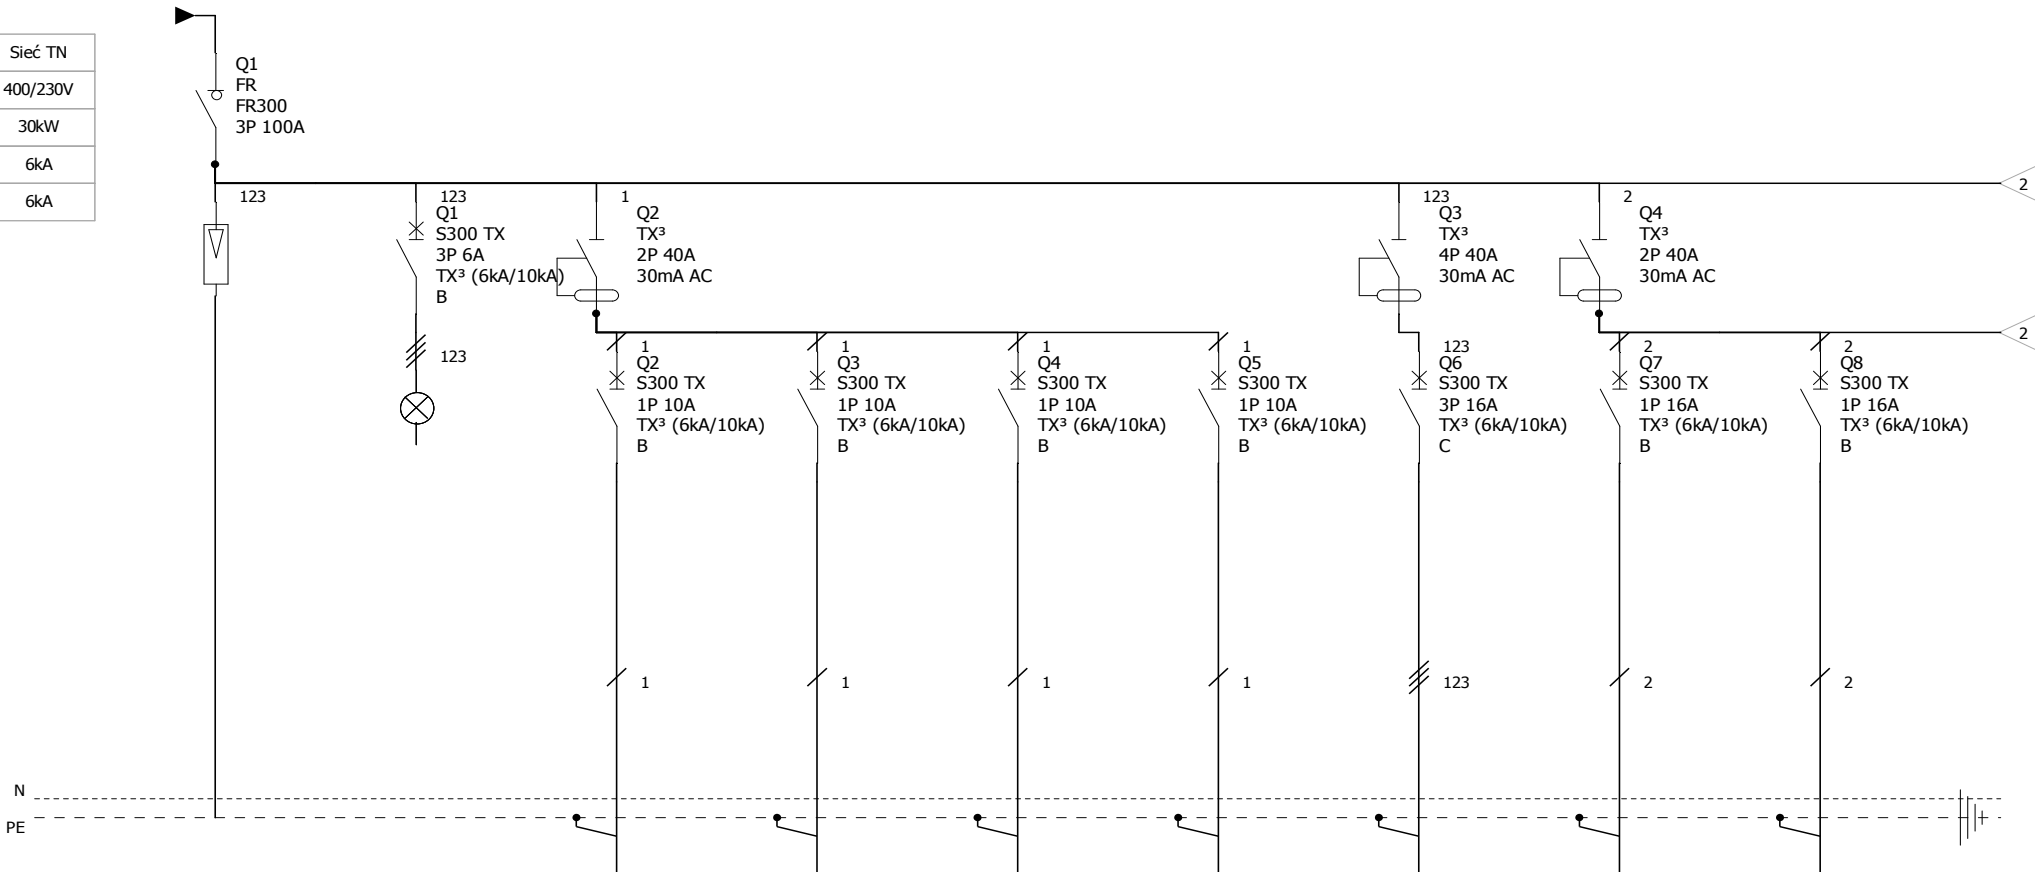 Sieć TN
400/230V
30kW
6kA
6kA
Q1
FR
FR300
3P 100A
123
123
Q1
S300 TX
3P 6A
TX³ (6kA/10kA)
B
123
1
Q2
TX³
2P 40A
30mA AC
123
Q3
TX³
4P 40A
30mA AC
2
Q4
TX³
2P 40A
30mA AC
2
2
1
Q2
S300 TX
1P 10A
TX³ (6kA/10kA)
B
1
Q3
S300 TX
1P 10A
TX³ (6kA/10kA)
B
1
Q4
S300 TX
1P 10A
TX³ (6kA/10kA)
B
1
Q5
S300 TX
1P 10A
TX³ (6kA/10kA)
B
123
Q6
S300 TX
3P 16A
TX³ (6kA/10kA)
C
2
Q7
S300 TX
1P 16A
TX³ (6kA/10kA)
B
2
Q8
S300 TX
1P 16A
TX³ (6kA/10kA)
B
1
1
1
1
123
2
2
N
PE